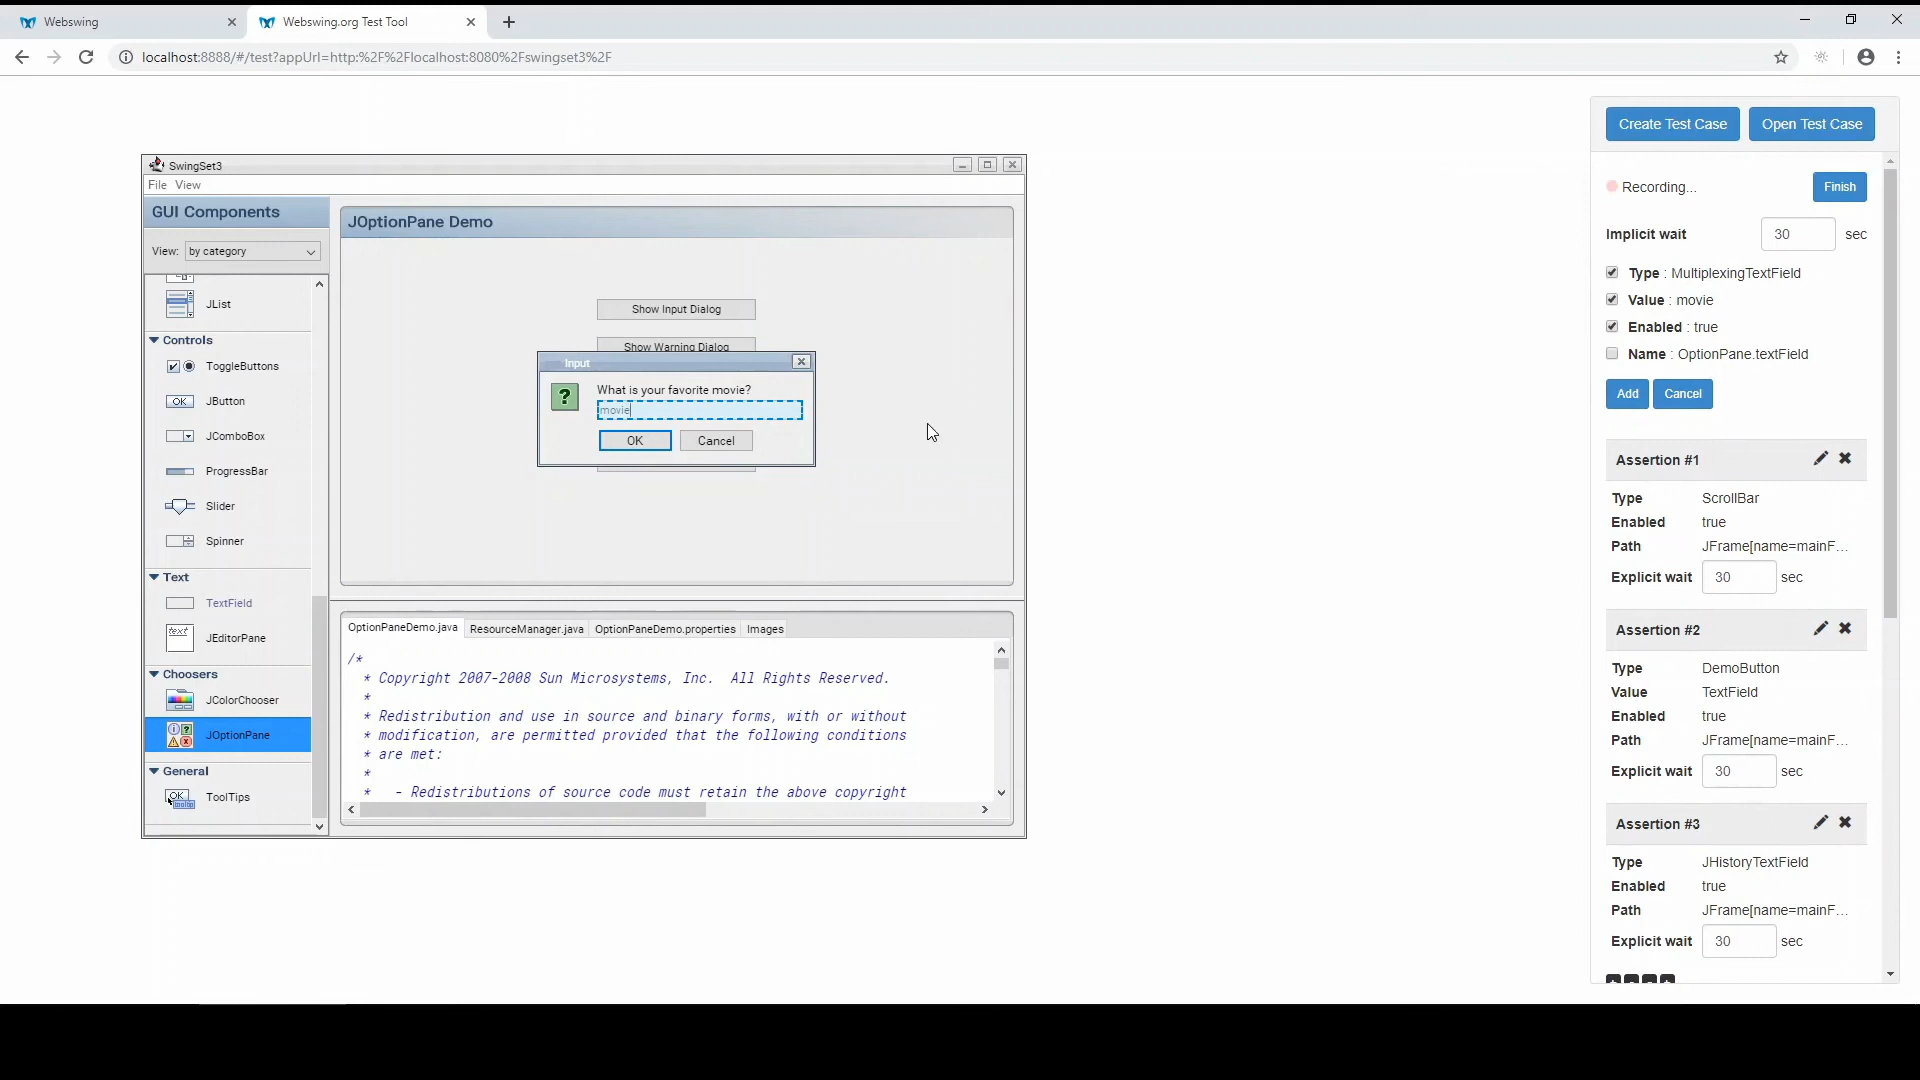 Webswing
Webswing.org Test Tool
localhost:8888/#/test?appUrl=http:%2F%2Flocalhost:8080%2Fswingset3%2F
SwingSet3
File View
GUI Components
View: by category
JList
Controls
ToggleButtons
OK JButton
JComboBox
ProgressBar
Slider
Spinner
Text
TextField
text JEditorPane
Choosers
JColorChooser
JOptionPane
General
OK ToolTips
JOptionPane Demo
Show Input Dialog
Show Warning Dialog
Input
? What is your favorite movie?
movie
OK Cancel
OptionPaneDemo.java ResourceManager.java OptionPaneDemo.properties Images
/*
* Copyright 2007-2008 Sun Microsystems, Inc. All Rights Reserved.
*
* Redistribution and use in source and binary forms, with or without
* modification, are permitted provided that the following conditions
* are met:
*
* - Redistributions of source code must retain the above copyright
Create Test Case Open Test Case
Recording... Finish
Implicit wait 30 sec
Type : MultiplexingTextField
Value : movie
Enabled : true
Name : OptionPane.textField
Add Cancel
Assertion #1
Type ScrollBar
Enabled true
Path JFrame[name=mainF...
Explicit wait 30 sec
Assertion #2
Type DemoButton
Value TextField
Enabled true
Path JFrame[name=mainF...
Explicit wait 30 sec
Assertion #3
Type JHistoryTextField
Enabled true
Path JFrame[name=mainF...
Explicit wait 30 sec